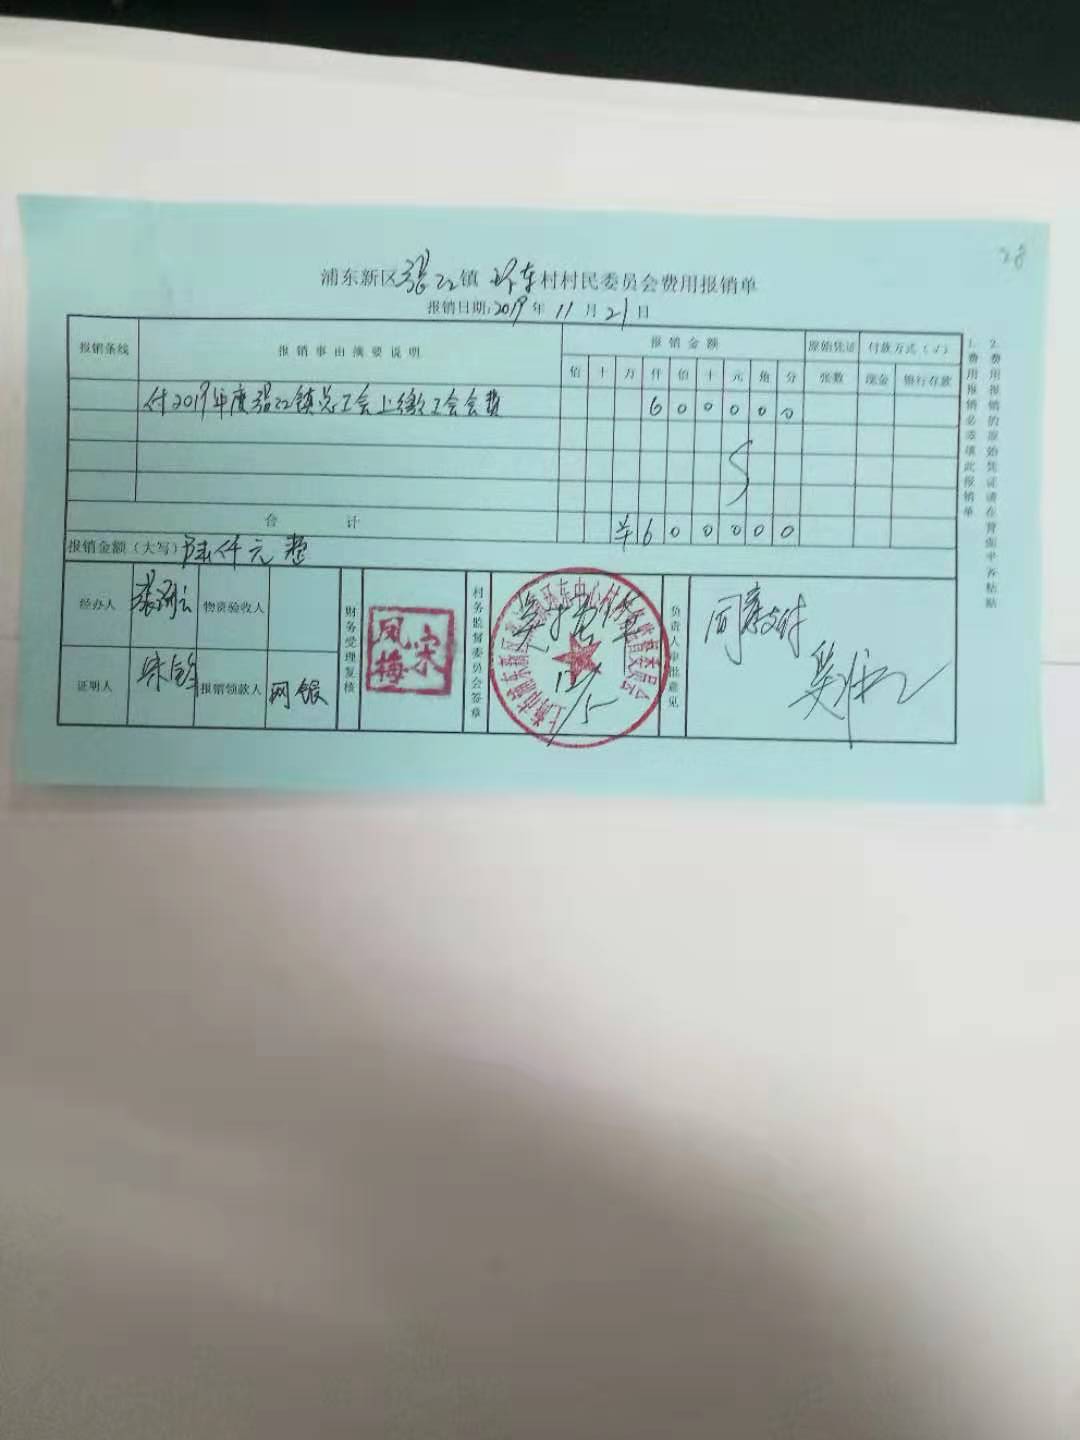 28
浦东新区张江镇环东村村民委员会费用报销单
报销日期:2019年11月21日
报销条线 报销事由摘要说明 报销金额 原始凭证 付款方式(√)
佰 十 万 仟 佰 十 元 角 分 张数 现金 银行存款
付2019年度张江镇总工会上缴工会会费 6 0 0 0 0 0
合计 ¥ 6 0 0 0 0 0
报销金额(大写) 陆仟元整
经办人 物资验收人
证明人 报销领款人 网银
财务受理复核
宋凤梅
村务监督委员会签章
12/5
负责人审批意见
同意支付
1.费用报销必须填此报销单
2.费用报销的原始凭证请在背面平齐粘贴